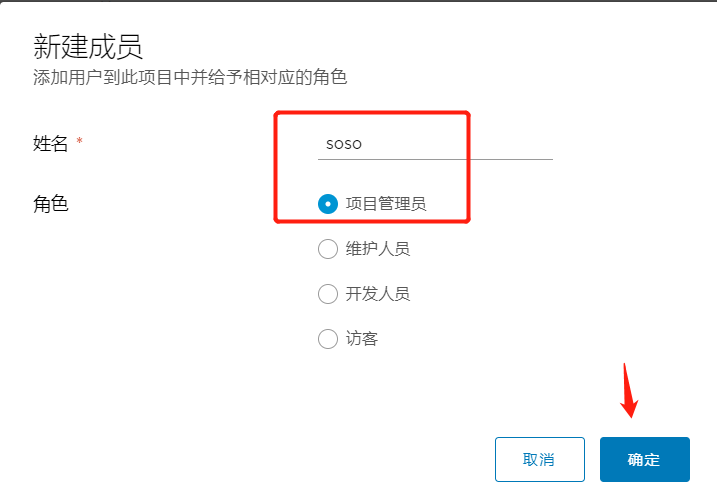 新建成员
添加用户到此项目中并给予相对应的角色
姓名 *
soso
角色
项目管理员
维护人员
开发人员
访客
取消
确定